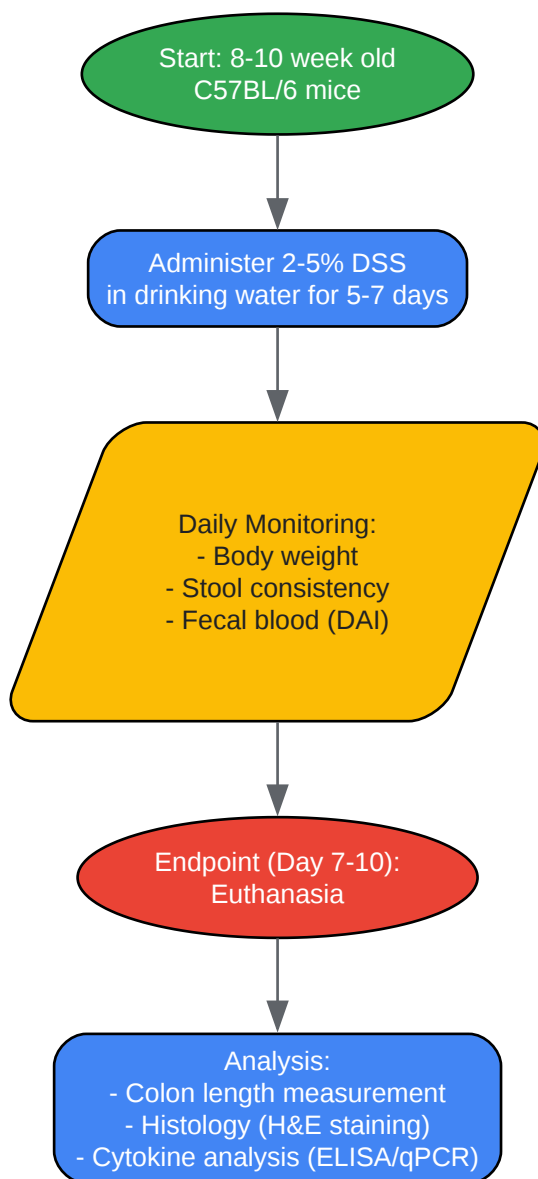 Start: 8-10 week old
C57BL/6 mice
Administer 2-5% DSS
in drinking water for 5-7 days
Daily Monitoring:
- Body weight
- Stool consistency
- Fecal blood (DAI)
Endpoint (Day 7-10):
Euthanasia
Analysis:
- Colon length measurement
- Histology (H&E staining)
- Cytokine analysis (ELISA/qPCR)